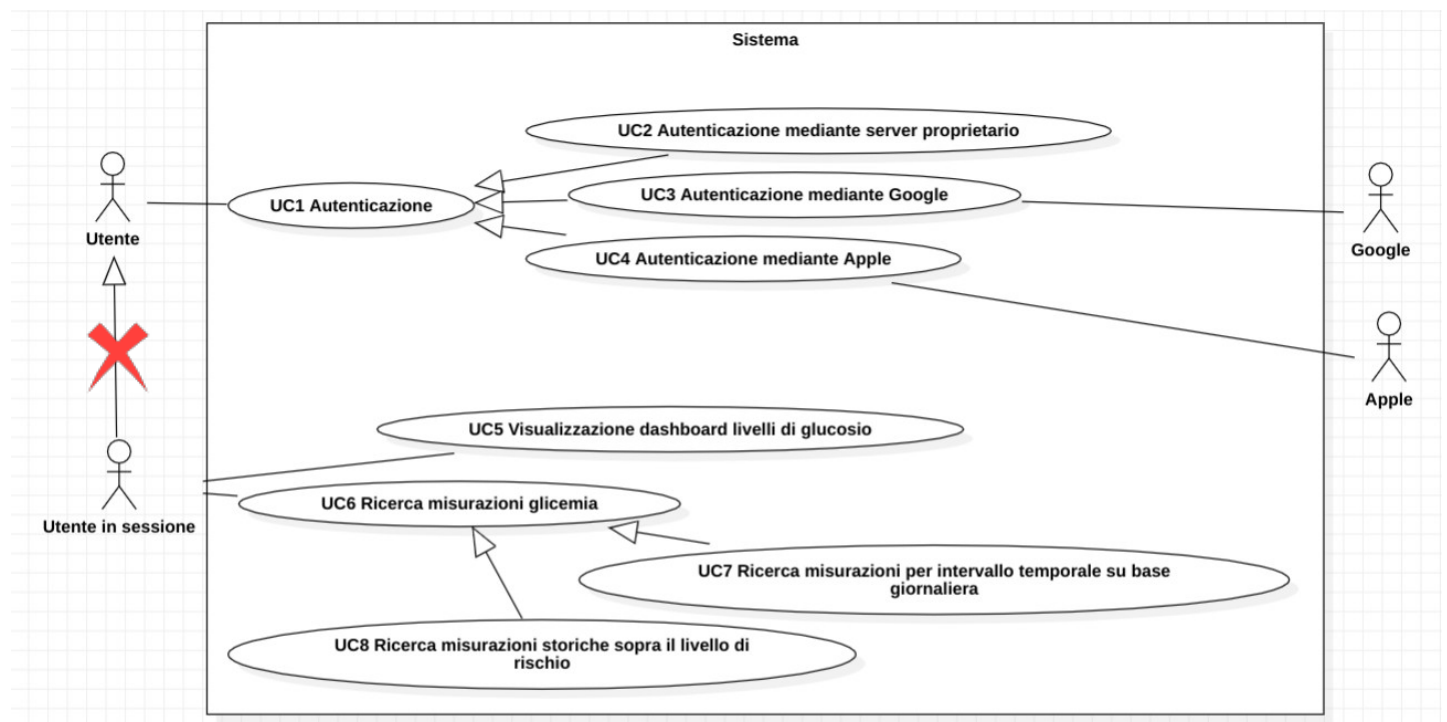 Sistema
UC2 Autenticazione mediante server proprietario
UC1 Autenticazione
UC3 Autenticazione mediante Google
UC4 Autenticazione mediante Apple
Utente
Google
Apple
UC5 Visualizzazione dashboard livelli di glucosio
UC6 Ricerca misurazioni glicemia
Utente in sessione
UC7 Ricerca misurazioni per intervallo temporale su base
giornaliera
UC8 Ricerca misurazioni storiche sopra il livello di
rischio